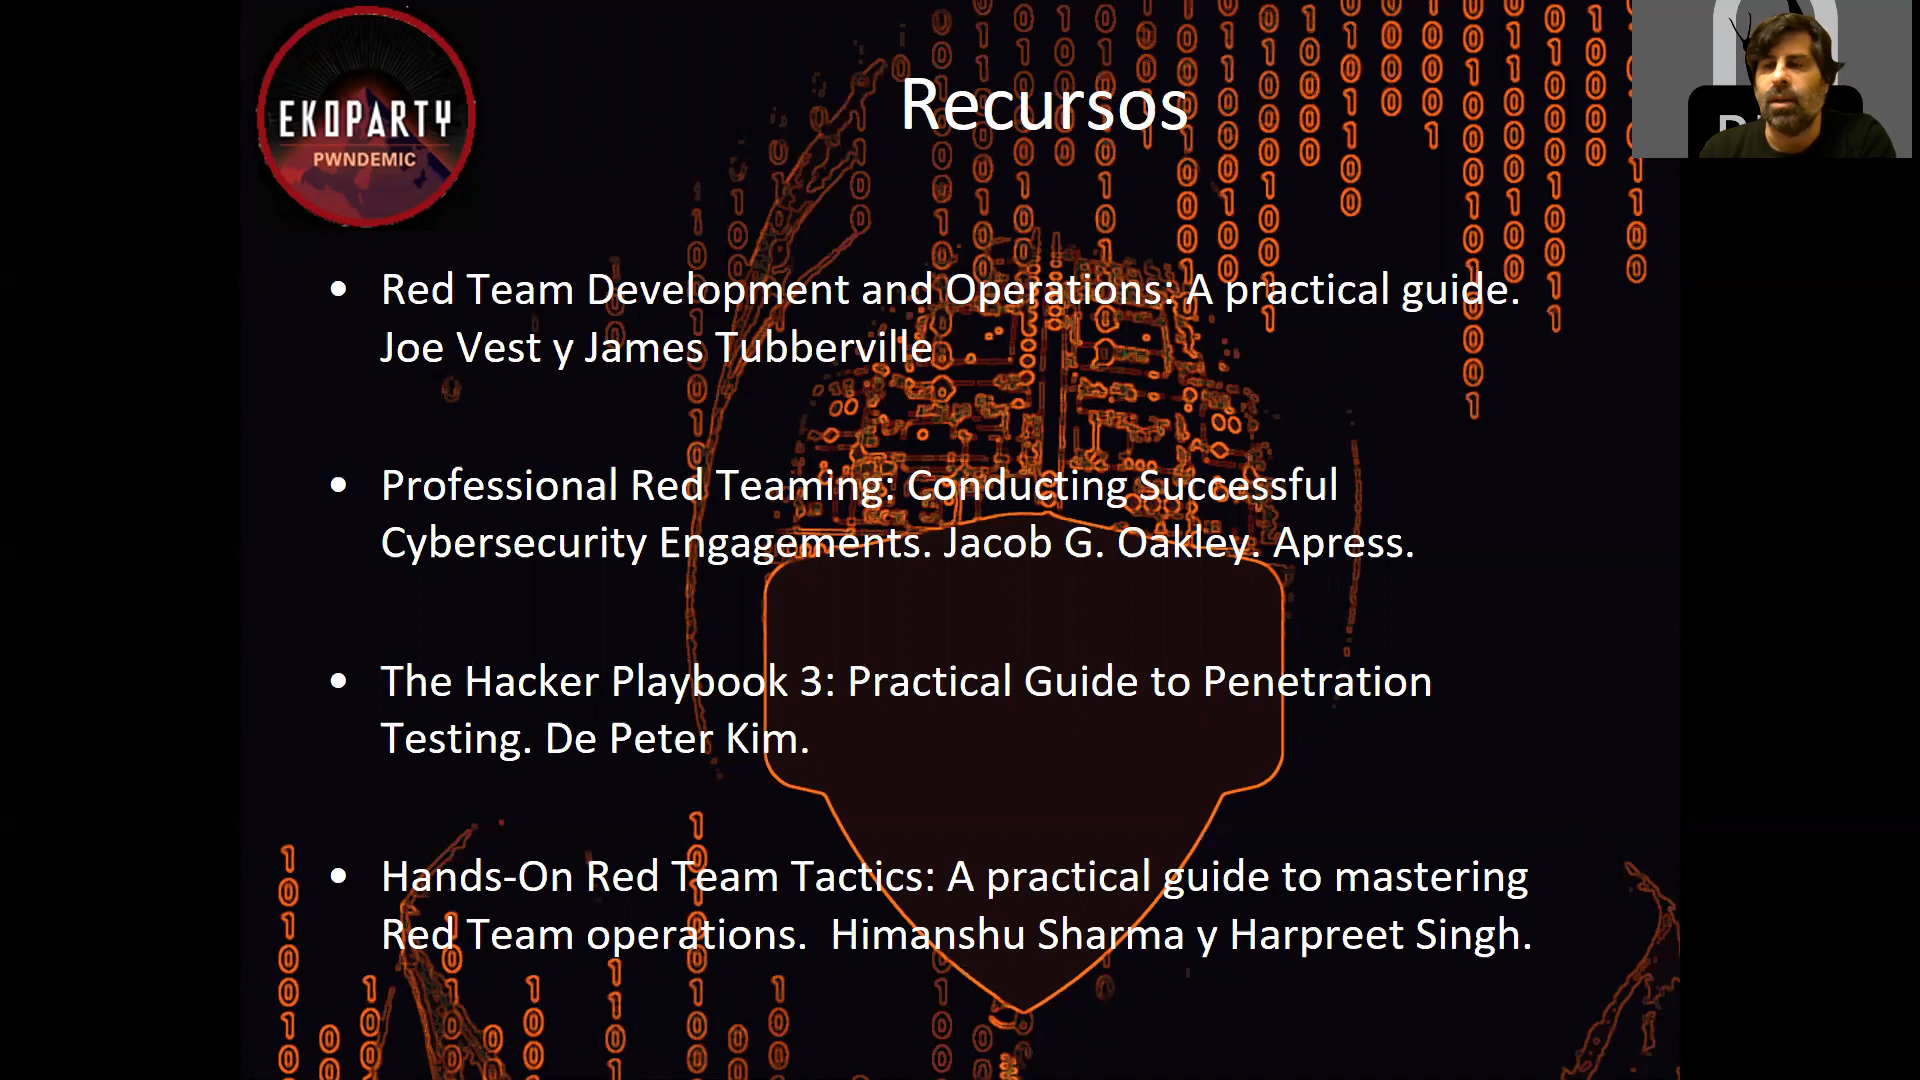 EKOPARTY
PWNDEMIC
Recursos
• Red Team Development and Operations: A practical guide.
Joe Vest y James Tubberville
• Professional Red Teaming: Conducting Successful
Cybersecurity Engagements. Jacob G. Oakley. Apress.
• The Hacker Playbook 3: Practical Guide to Penetration
Testing. De Peter Kim.
• Hands-On Red Team Tactics: A practical guide to mastering
Red Team operations.  Himanshu Sharma y Harpreet Singh.